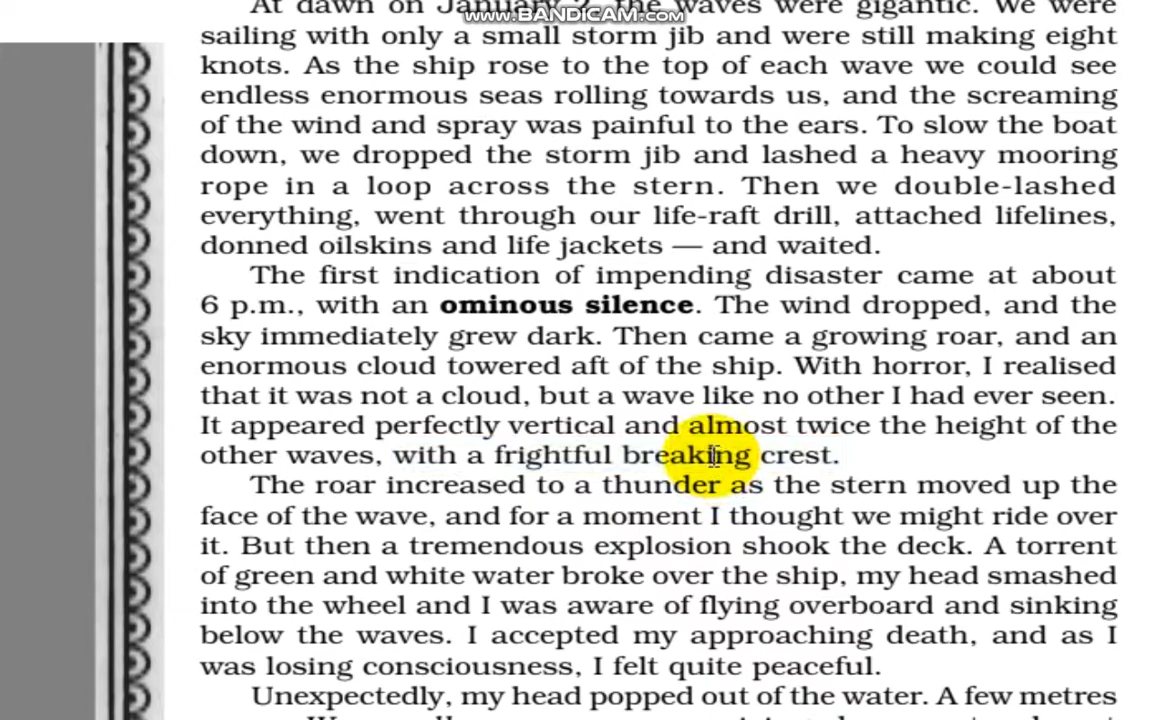 At dawn on January 2, the waves were gigantic. We were
www.BANDICAM.com
sailing with only a small storm jib and were still making eight
knots. As the ship rose to the top of each wave we could see
endless enormous seas rolling towards us, and the screaming
of the wind and spray was painful to the ears. To slow the boat
down, we dropped the storm jib and lashed a heavy mooring
rope in a loop across the stern. Then we double-lashed
everything, went through our life-raft drill, attached lifelines,
donned oilskins and life jackets — and waited.
The first indication of impending disaster came at about
6 p.m., with an ominous silence. The wind dropped, and the
sky immediately grew dark. Then came a growing roar, and an
enormous cloud towered aft of the ship. With horror, I realised
that it was not a cloud, but a wave like no other I had ever seen.
It appeared perfectly vertical and almost twice the height of the
other waves, with a frightful breaking crest.
The roar increased to a thunder as the stern moved up the
face of the wave, and for a moment I thought we might ride over
it. But then a tremendous explosion shook the deck. A torrent
of green and white water broke over the ship, my head smashed
into the wheel and I was aware of flying overboard and sinking
below the waves. I accepted my approaching death, and as I
was losing consciousness, I felt quite peaceful.
Unexpectedly, my head popped out of the water. A few metres